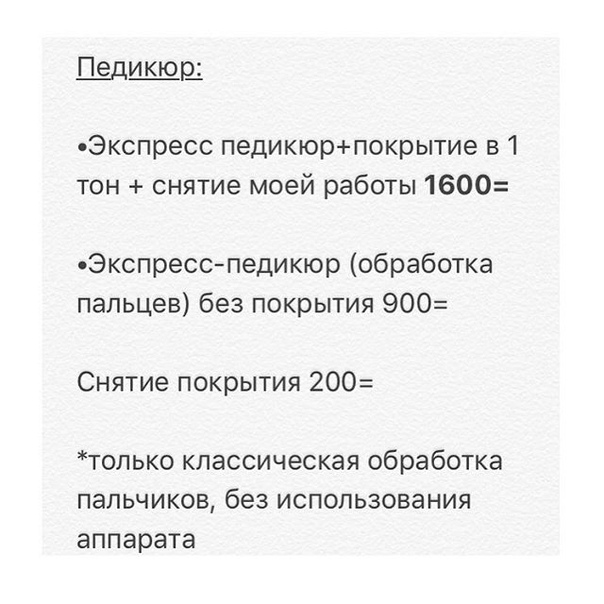 Педикюр:
•Экспресс педикюр+покрытие в 1
тон + снятие моей работы 1600=
•Экспресс-педикюр (обработка
пальцев) без покрытия 900=
Снятие покрытия 200=
*только классическая обработка
пальчиков, без использования
аппарата